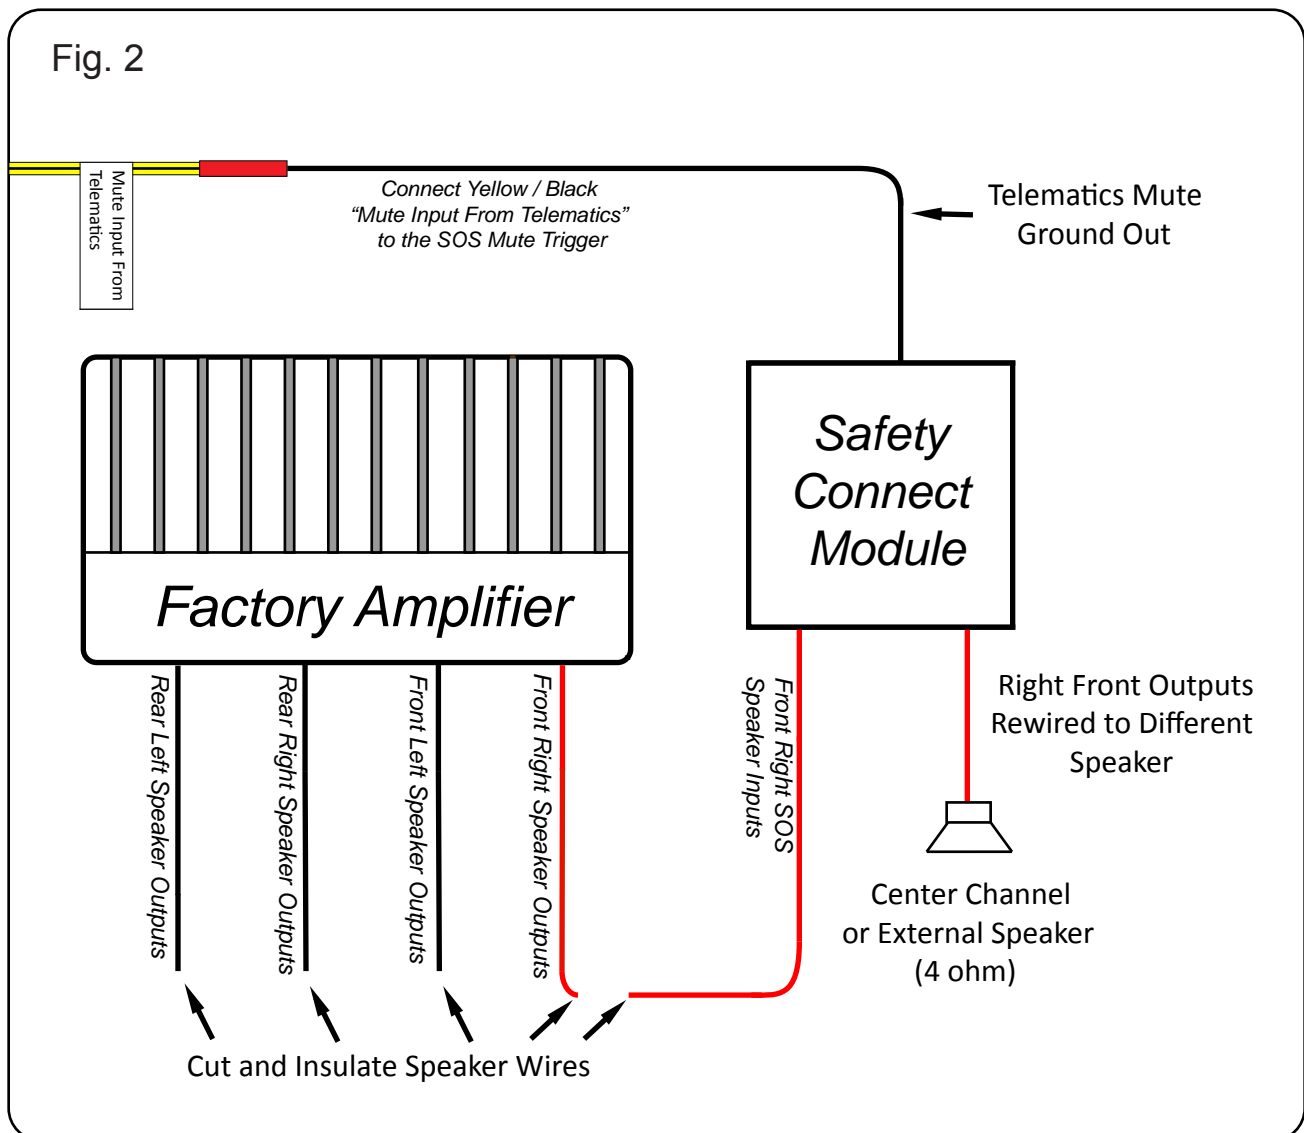 Fig. 2
Mute Input From
Telematics
Connect Yellow / Black
“Mute Input From Telematics”
to the SOS Mute Trigger
Telematics Mute
Ground Out
Safety
Connect
Module
Factory Amplifier
Rear Left Speaker Outputs
Rear Right Speaker Outputs
Front Left Speaker Outputs
Front Right Speaker Outputs
Front Right SOS
Speaker Inputs
Right Front Outputs
Rewired to Different
Speaker
Center Channel
or External Speaker
(4 ohm)
Cut and Insulate Speaker Wires